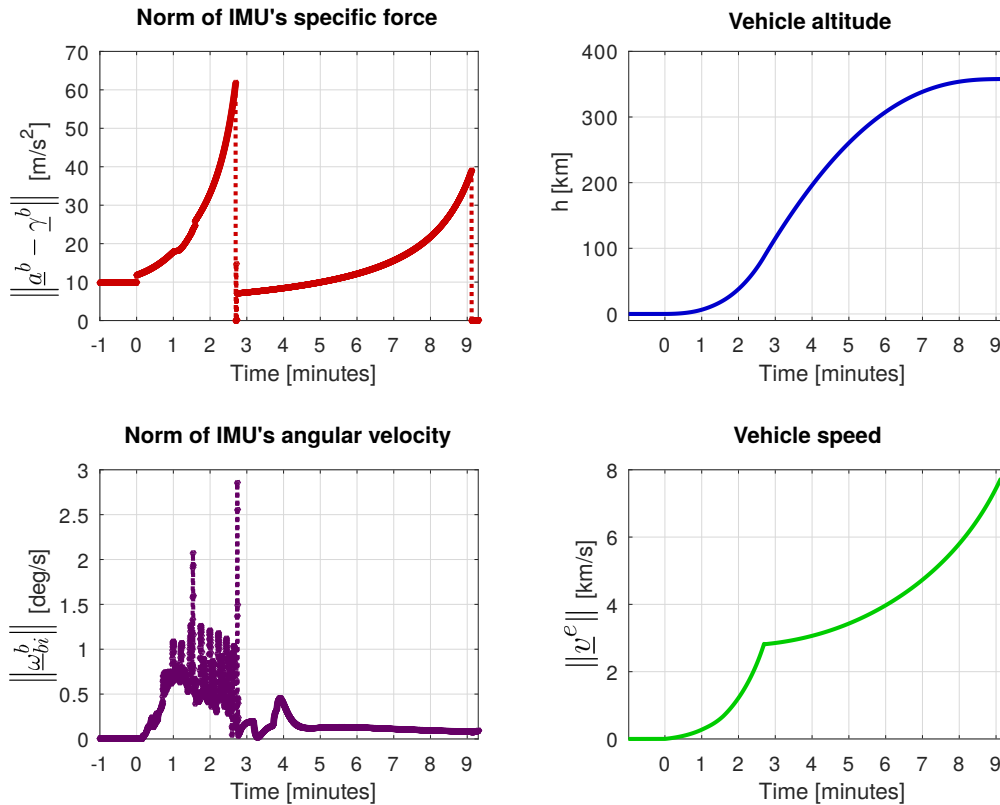 Norm of IMU's specific force
70
60
50
40
30
20
10
0
-1 0 1 2 3 4 5 6 7 8 9
Time [minutes]
||a^b − γ^b|| [m/s²]
Vehicle altitude
400
300
200
100
0
0 1 2 3 4 5 6 7 8 9
Time [minutes]
h [km]
Norm of IMU's angular velocity
3
2.5
2
1.5
1
0.5
0
-1 0 1 2 3 4 5 6 7 8 9
Time [minutes]
||ω^b_bi|| [deg/s]
Vehicle speed
8
6
4
2
0
0 1 2 3 4 5 6 7 8 9
Time [minutes]
||v^e|| [km/s]